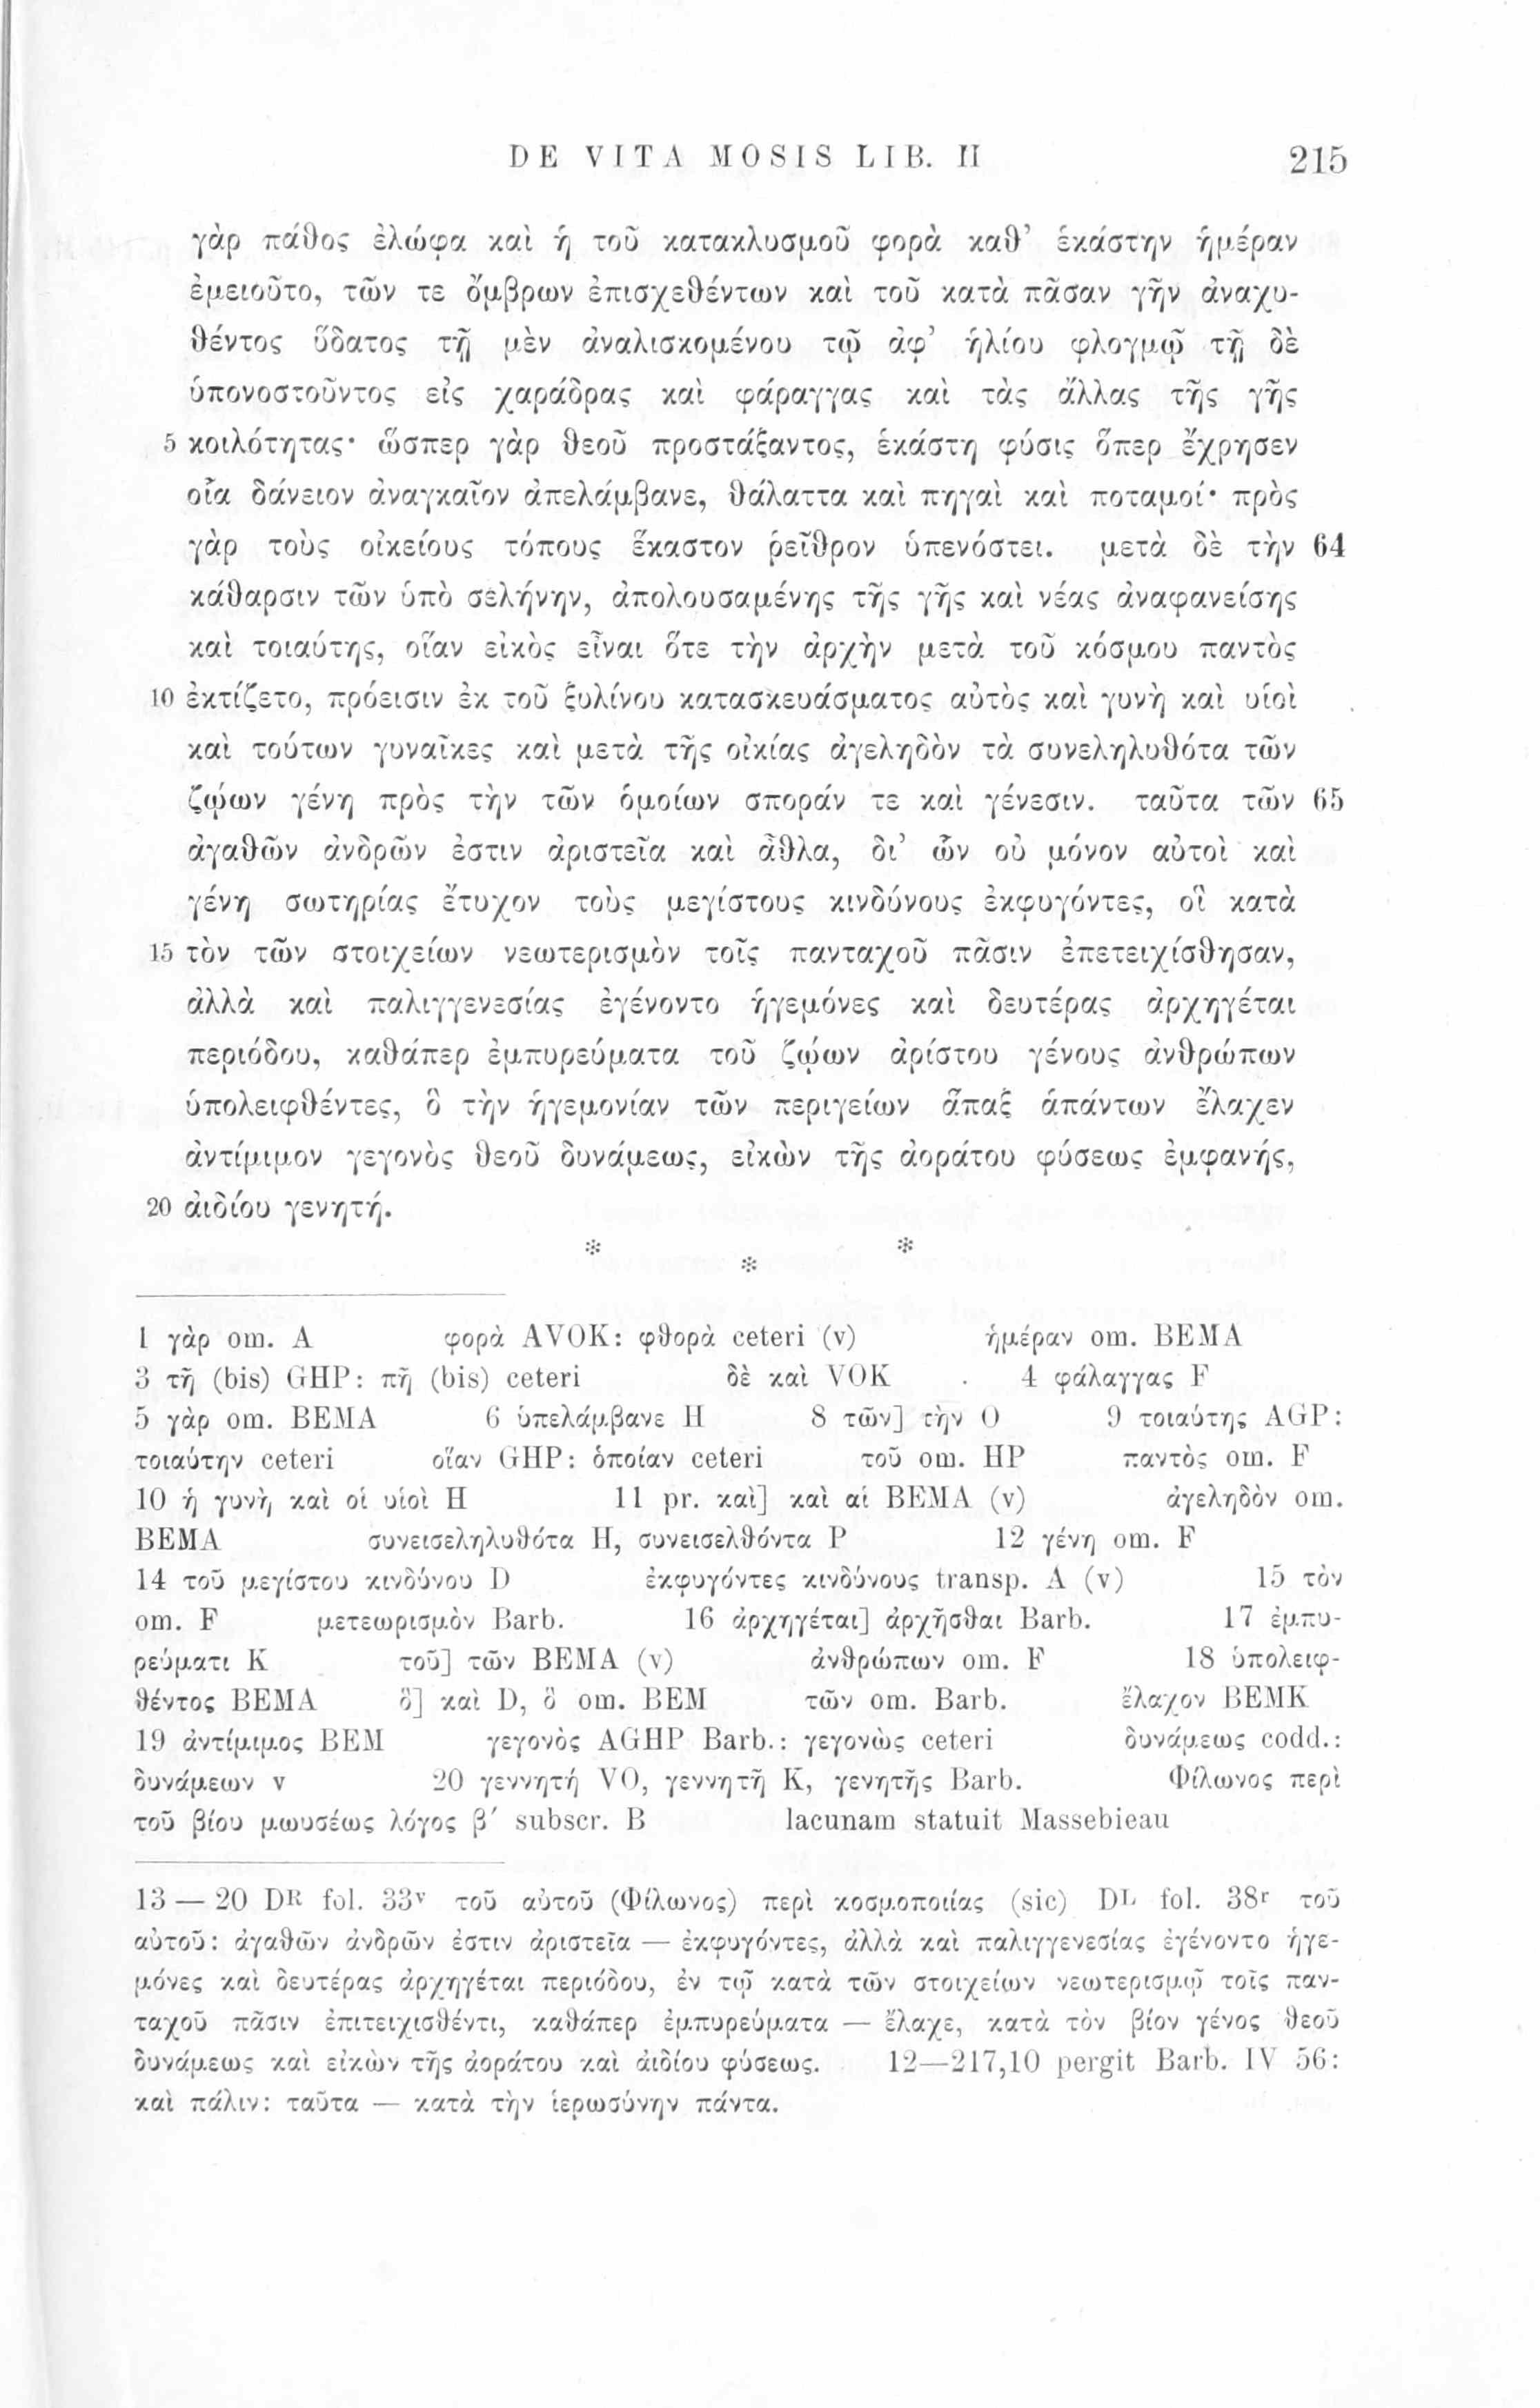 DE VITA MOSIS LIB. II 215
γὰρ πάθος ἐλώφα καὶ ἡ τοῦ κατακλυσμοῦ φορὰ καθ’ ἑκάστην ἡμέραν
ἐμειοῦτο, τῶν τε ὄμβρων ἐπισχεθέντων καὶ τοῦ κατὰ πᾶσαν γῆν ἀναχυ-
θέντος ὕδατος τῇ μὲν ἀναλισκομένου τῷ ἀφ’ ἡλίου φλογμῷ τῇ δὲ
ὑπονοστοῦντος εἰς χαράδρας καὶ φάραγγας καὶ τὰς ἄλλας τῆς γῆς
5 κοιλότητας· ὥσπερ γὰρ θεοῦ προστάξαντος, ἑκάστη φύσις ὅπερ ἔχρησεν
οἷα δάνειον ἀναγκαῖον ἀπελάμβανε, θάλαττα καὶ πηγαὶ καὶ ποταμοί· πρὸς
γὰρ τοὺς οἰκείους τόπους ἕκαστον ῥεῖθρον ὑπενόστει. μετὰ δὲ τὴν 64
κάθαρσιν τῶν ὑπὸ σελήνην, ἀπολουσαμένης τῆς γῆς καὶ νέας ἀναφανείσης
καὶ τοιαύτης, οἵαν εἰκὸς εἶναι ὅτε τὴν ἀρχὴν μετὰ τοῦ κόσμου παντὸς
10 ἐκτίζετο, πρόεισιν ἐκ τοῦ ξυλίνου κατασκευάσματος αὐτὸς καὶ γυνὴ καὶ υἱοὶ
καὶ τούτων γυναῖκες καὶ μετὰ τῆς οἰκίας ἀγεληδὸν τὰ συνεληλυθότα τῶν
ζῴων γένη πρὸς τὴν τῶν ὁμοίων σποράν τε καὶ γένεσιν. ταῦτα τῶν 65
ἀγαθῶν ἀνδρῶν ἐστιν ἀριστεῖα καὶ ἆθλα, δι’ ὧν οὐ μόνον αὐτοὶ καὶ
γένη σωτηρίας ἔτυχον τοὺς μεγίστους κινδύνους ἐκφυγόντες, οἳ κατὰ
15 τὸν τῶν στοιχείων νεωτερισμὸν τοῖς πανταχοῦ πᾶσιν ἐπετειχίσθησαν,
ἀλλὰ καὶ παλιγγενεσίας ἐγένοντο ἡγεμόνες καὶ δευτέρας ἀρχηγέται
περιόδου, καθάπερ ἐμπυρεύματα τοῦ ζῴων ἀρίστου γένους ἀνθρώπων
ὑπολειφθέντες, ὃ τὴν ἡγεμονίαν τῶν περιγείων ἅπαξ ἁπάντων ἔλαχεν
ἀντίμιμον γεγονὸς θεοῦ δυνάμεως, εἰκὼν τῆς ἀοράτου φύσεως ἐμφανής,
20 ἀιδίου γενητή.
* * *
1 γὰρ om. A φορὰ AVOK: φθορὰ ceteri (v) ἡμέραν om. BEMA
3 τῇ (bis) GHP: πῇ (bis) ceteri δὲ καὶ VOK 4 φάλαγγας F
5 γὰρ om. BEMA 6 ὑπελάμβανε H 8 τῶν] τὴν O 9 τοιαύτης AGP:
τοιαύτην ceteri οἵαν GHP: ὁποίαν ceteri τοῦ om. HP παντὸς om. F
10 ἡ γυνὴ καὶ οἱ υἱοὶ H 11 pr. καὶ] καὶ αἱ BEMA (v) ἀγεληδὸν om.
BEMA συνεισεληλυθότα H, συνεισελθόντα P 12 γένη om. F
14 τοῦ μεγίστου κινδύνου D ἐκφυγόντες κινδύνους transp. A (v) 15 τὸν
om. F μετεωρισμὸν Barb. 16 ἀρχηγέται] ἀρχῆσθαι Barb. 17 ἐμπυ-
ρεύματι K τοῦ] τῶν BEMA (v) ἀνθρώπων om. F 18 ὑπολειφ-
θέντος BEMA ὃ] καὶ D, ὃ om. BEM τῶν om. Barb. ἔλαχον BEMK
19 ἀντίμιμος BEM γεγονὸς AGHP Barb.: γεγονὼς ceteri δυνάμεως codd.:
δυνάμεων v 20 γεννητή VO, γεννητῇ K, γενητῆς Barb. Φίλωνος περὶ
τοῦ βίου μωυσέως λόγος β′ subscr. B lacunam statuit Massebieau
13 — 20 Dᴿ fol. 33ᵛ τοῦ αὐτοῦ (Φίλωνος) περὶ κοσμοποιίας (sic) Dᴸ fol. 38ʳ τοῦ
αὐτοῦ: ἀγαθῶν ἀνδρῶν ἐστιν ἀριστεῖα — ἐκφυγόντες, ἀλλὰ καὶ παλιγγενεσίας ἐγένοντο ἡγε-
μόνες καὶ δευτέρας ἀρχηγέται περιόδου, ἐν τῷ κατὰ τῶν στοιχείων νεωτερισμῷ τοῖς παν-
ταχοῦ πᾶσιν ἐπιτειχισθέντι, καθάπερ ἐμπυρεύματα — ἔλαχε, κατὰ τὸν βίον γένος θεοῦ
δυνάμεως καὶ εἰκὼν τῆς ἀοράτου καὶ ἀιδίου φύσεως. 12—217,10 pergit Barb. IV 56:
καὶ πάλιν: ταῦτα — κατὰ τὴν ἱερωσύνην πάντα.